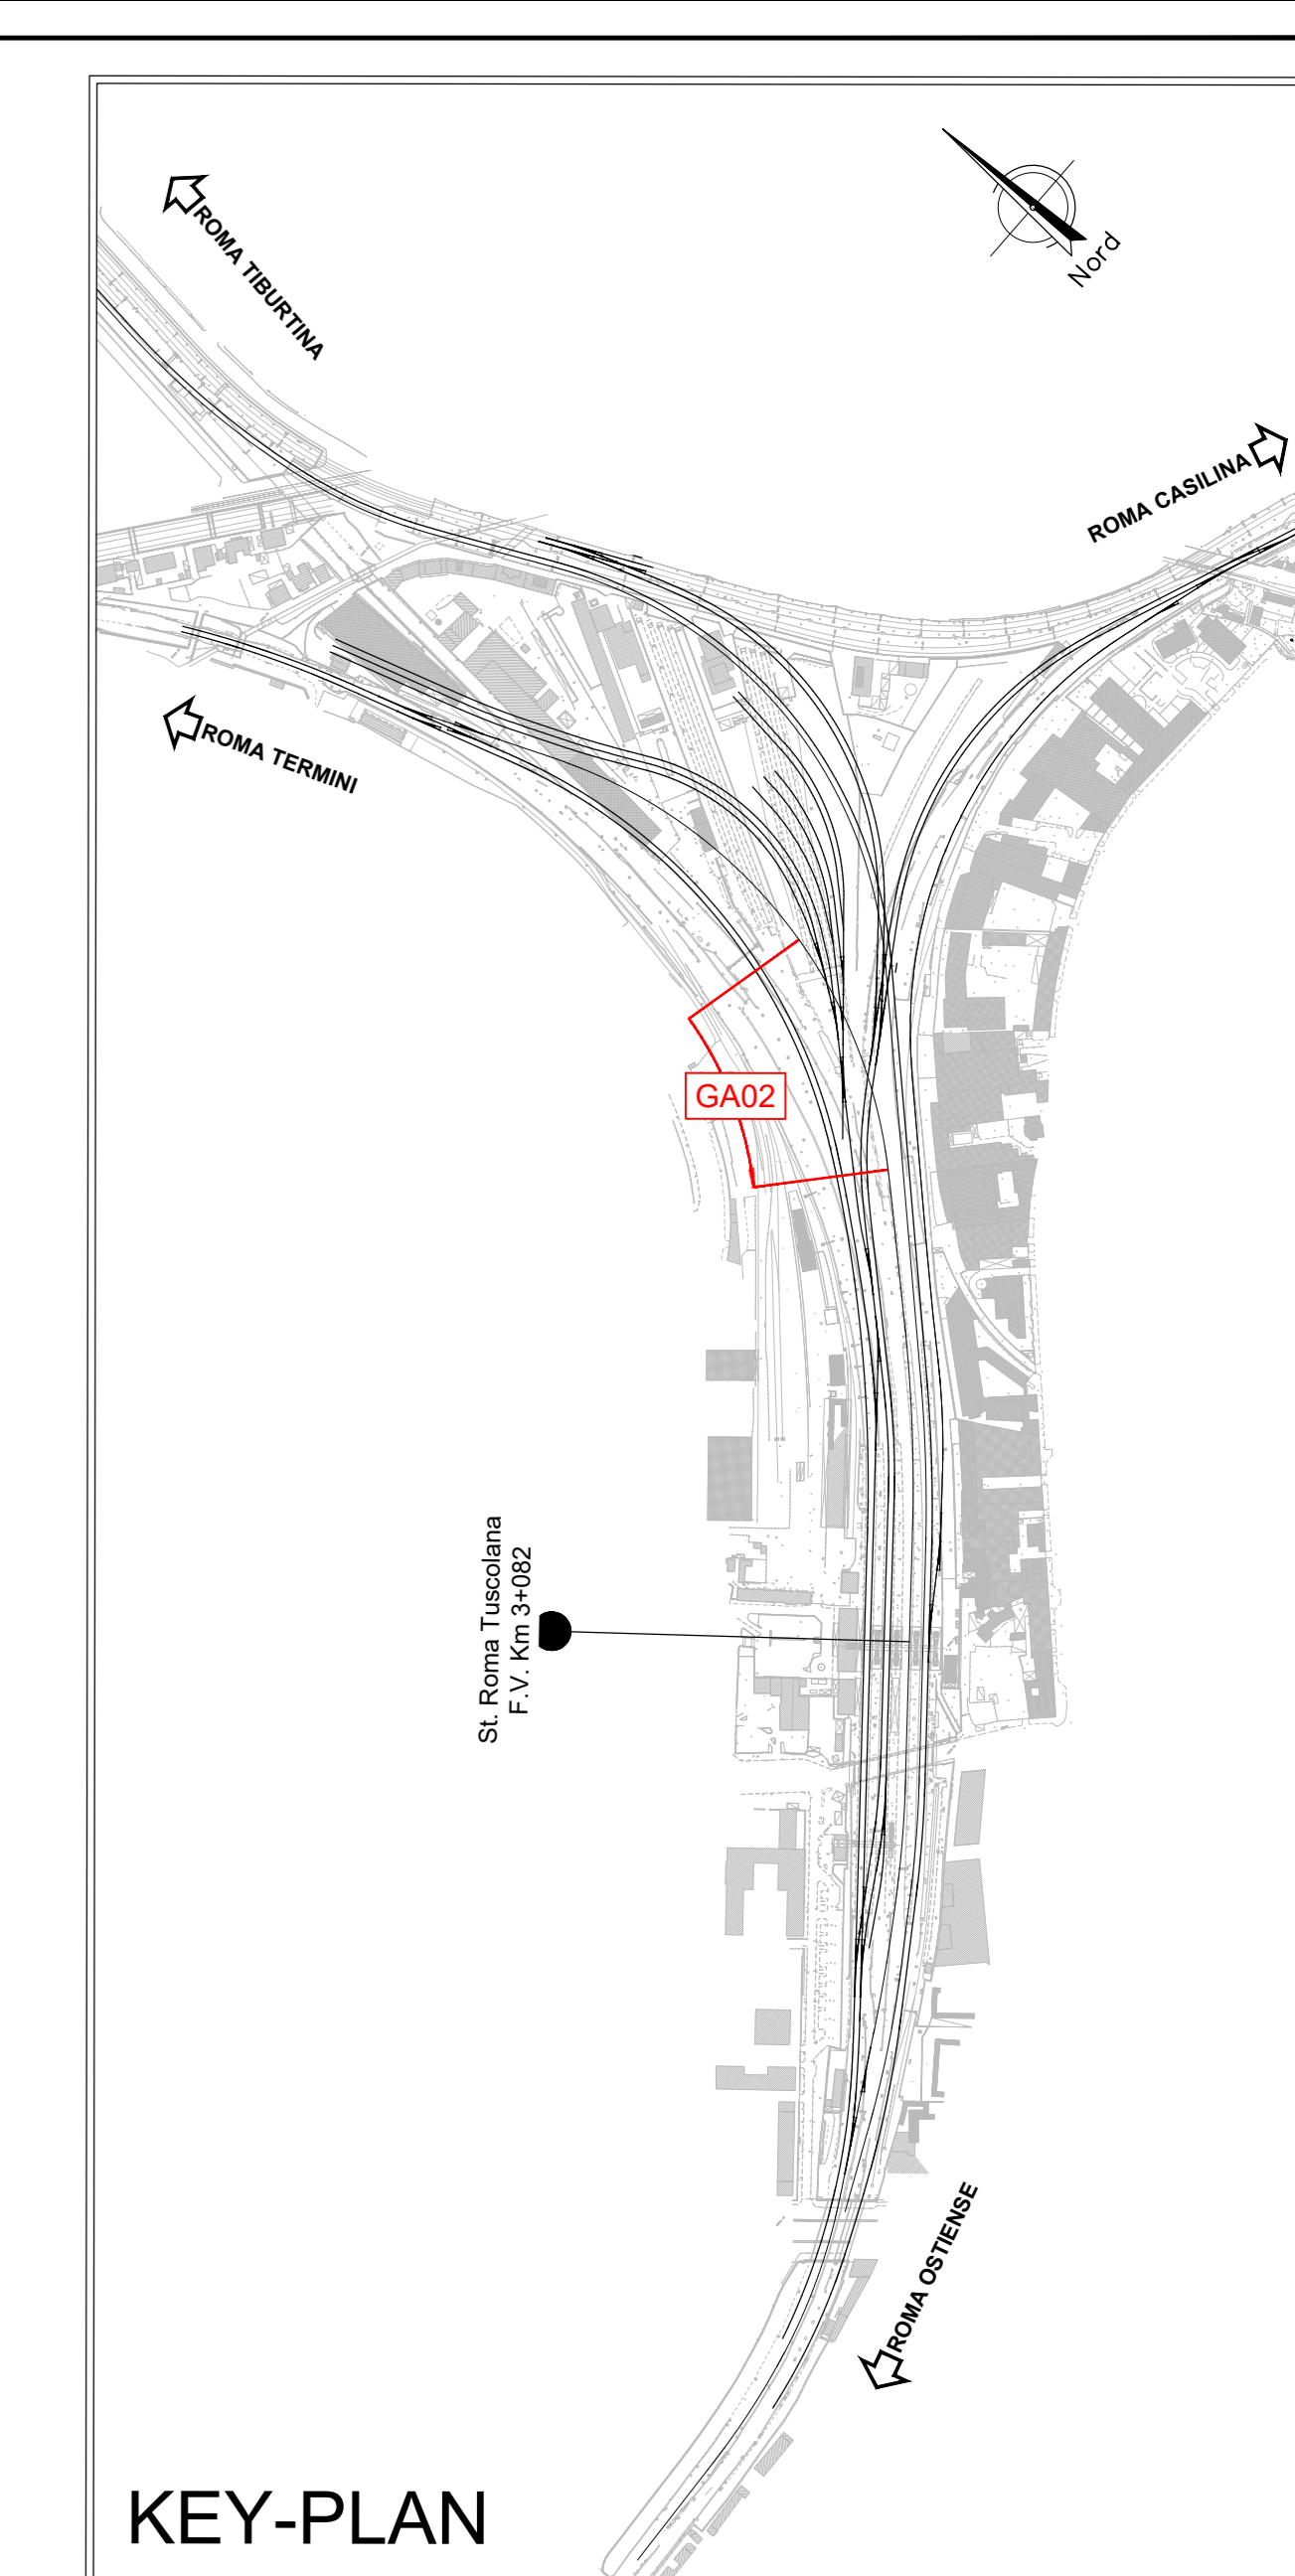 Nord
ROMA TIBURTINA
ROMA CASILINA
ROMA TERMINI
GA02
St. Roma Tuscolana
F.V. Km 3+082
ROMA OSTIENSE
KEY-PLAN